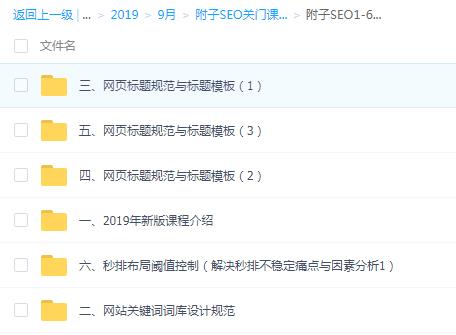 返回上一级 | ... > 2019 > 9月 > 附子SEO关门课... > 附子SEO1-6...
文件名
三、网页标题规范与标题模板（1）
五、网页标题规范与标题模板（3）
四、网页标题规范与标题模板（2）
一、2019年新版课程介绍
六、秒排布局阈值控制（解决秒排不稳定痛点与因素分析1）
二、网站关键词词库设计规范